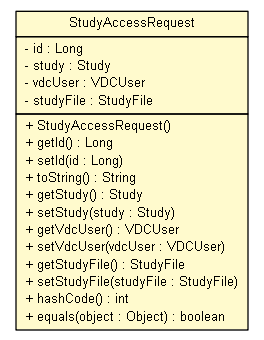 StudyAccessRequest
- id : Long
- study : Study
- vdcUser : VDCUser
- studyFile : StudyFile
+ StudyAccessRequest()
+ getId() : Long
+ setId(id : Long)
+ toString() : String
+ getStudy() : Study
+ setStudy(study : Study)
+ getVdcUser() : VDCUser
+ setVdcUser(vdcUser : VDCUser)
+ getStudyFile() : StudyFile
+ setStudyFile(studyFile : StudyFile)
+ hashCode() : int
+ equals(object : Object) : boolean